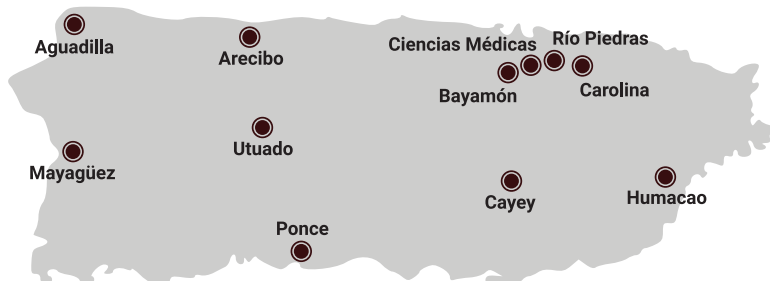 Aguadilla
Arecibo
Ciencias Médicas
Río Piedras
Bayamón
Carolina
Utuado
Mayagüez
Cayey
Humacao
Ponce